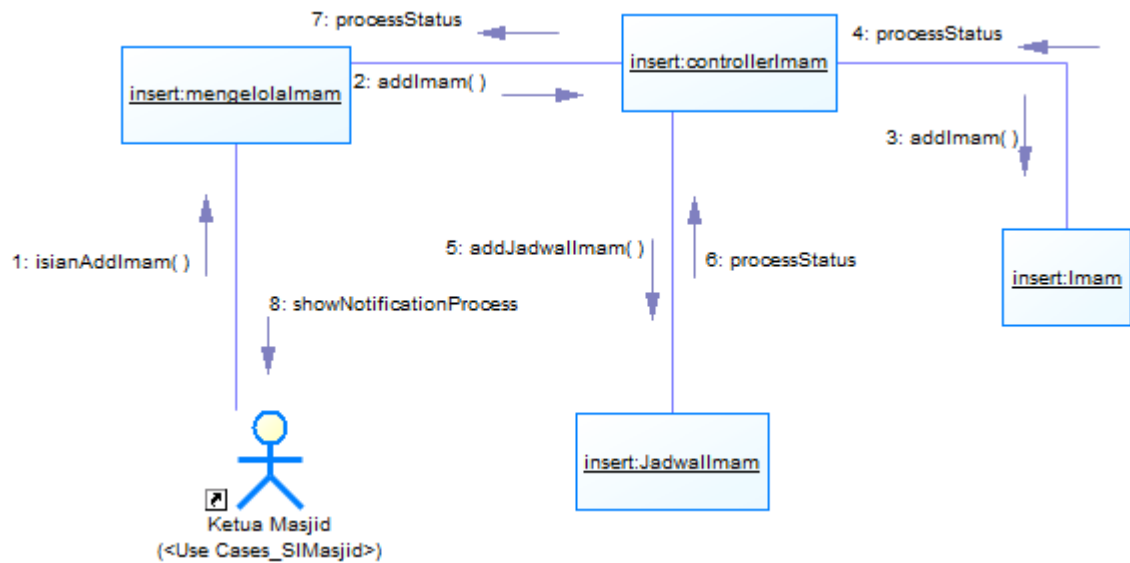 7: processStatus
4: processStatus
insert:mengelolaImam
2: addImam( )
insert:controllerImam
3: addImam( )
1: isianAddImam( )
5: addJadwalImam( )
6: processStatus
insert:Imam
8: showNotificationProcess
insert:JadwalImam
Ketua Masjid
(<Use Cases_SIMasjid>)